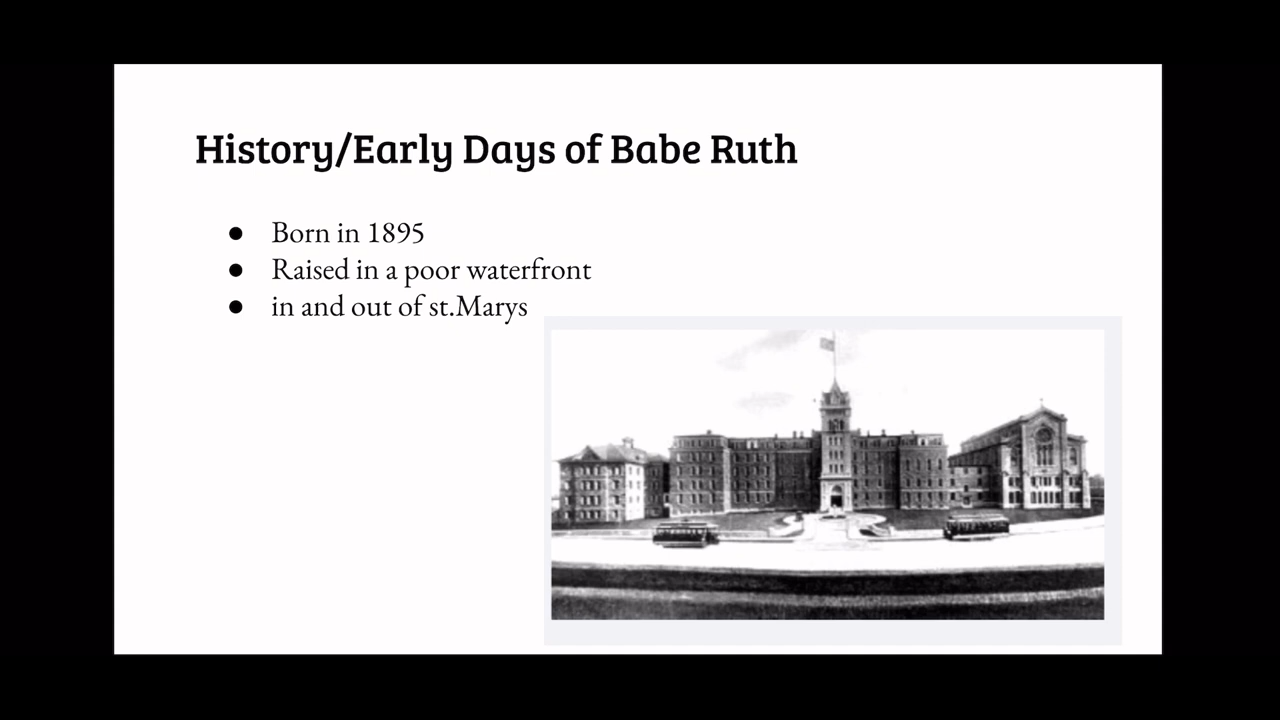 History/Early Days of Babe Ruth
● Born in 1895
● Raised in a poor waterfront
● in and out of st.Marys